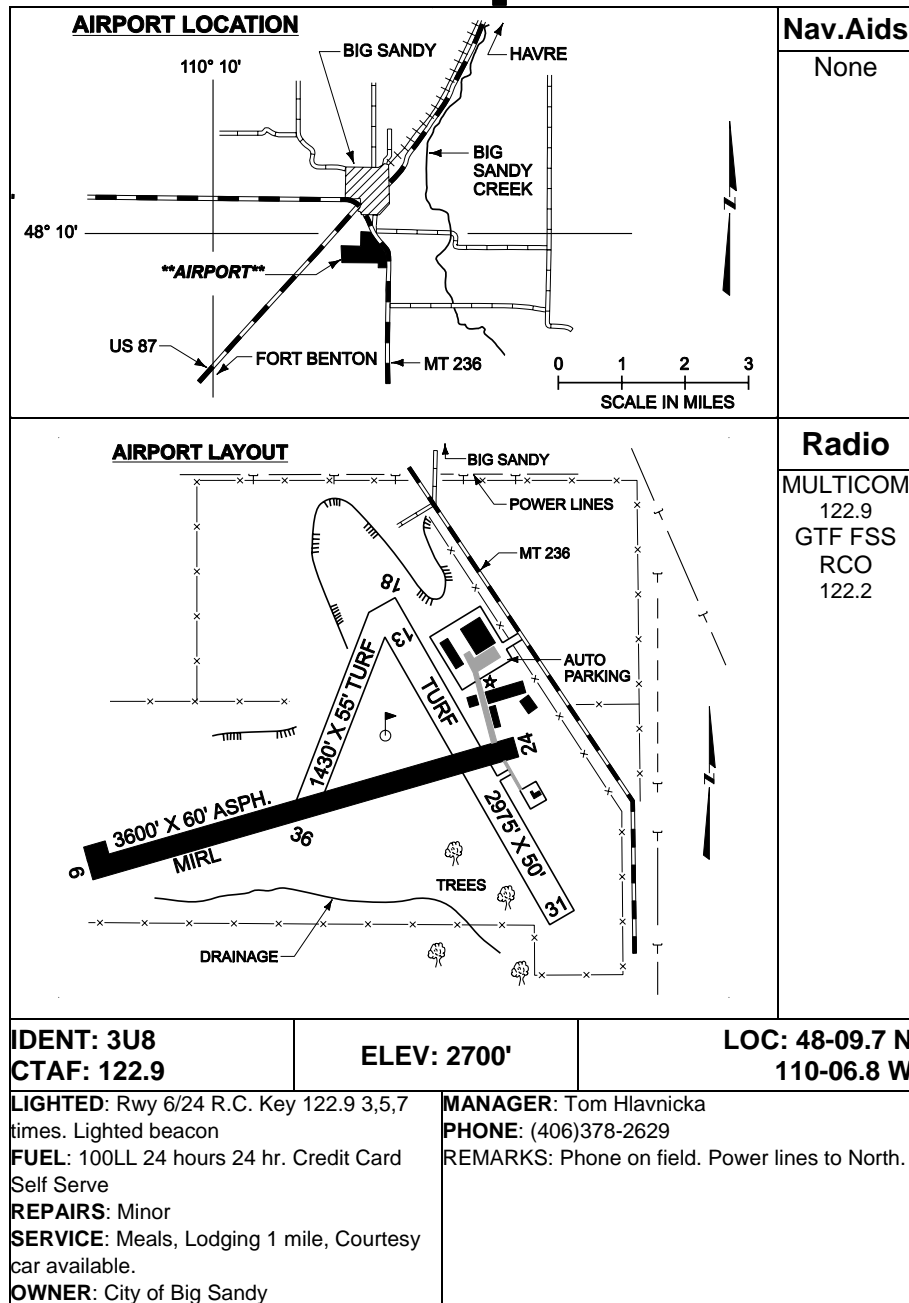 AIRPORT LOCATION
BIG SANDY
HAVRE
110° 10'
BIG
SANDY
CREEK
48° 10'
**AIRPORT**
US 87
FORT BENTON
MT 236
0 1 2 3
SCALE IN MILES
N
Nav.Aids
None
AIRPORT LAYOUT
BIG SANDY
POWER LINES
MT 236
18
13
AUTO
PARKING
1430' X 55' TURF
TURF
24
3600' X 60' ASPH.
2975' X 50'
36
6
MIRL
TREES
31
DRAINAGE
N
Radio
MULTICOM
122.9
GTF FSS
RCO
122.2
IDENT: 3U8
CTAF: 122.9
ELEV: 2700'
LOC: 48-09.7 N
110-06.8 W
LIGHTED: Rwy 6/24 R.C. Key 122.9 3,5,7
times. Lighted beacon
FUEL: 100LL 24 hours 24 hr. Credit Card
Self Serve
REPAIRS: Minor
SERVICE: Meals, Lodging 1 mile, Courtesy
car available.
OWNER: City of Big Sandy
MANAGER: Tom Hlavnicka
PHONE: (406)378-2629
REMARKS: Phone on field. Power lines to North.